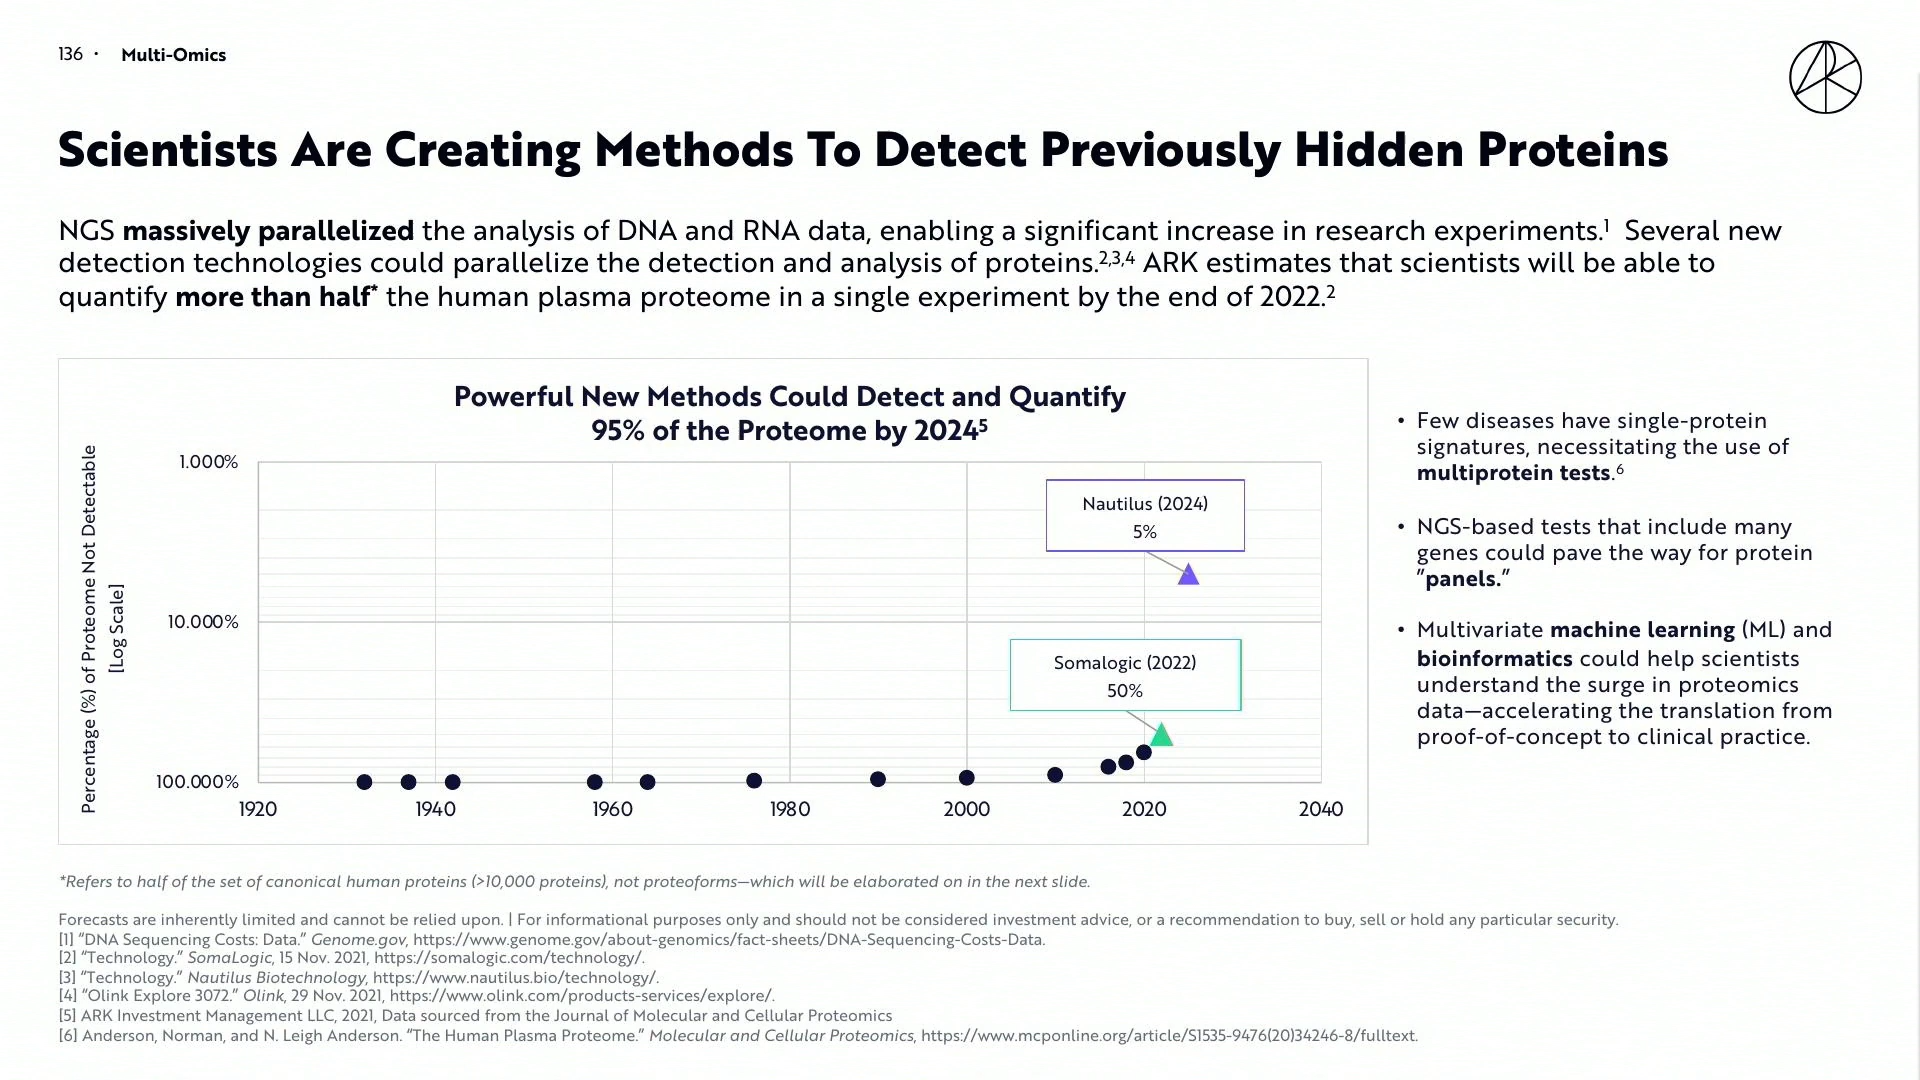 136 · Multi-Omics
Scientists Are Creating Methods To Detect Previously Hidden Proteins
NGS massively parallelized the analysis of DNA and RNA data, enabling a significant increase in research experiments.¹ Several new
detection technologies could parallelize the detection and analysis of proteins.²,³,⁴ ARK estimates that scientists will be able to
quantify more than half* the human plasma proteome in a single experiment by the end of 2022.²
Powerful New Methods Could Detect and Quantify
95% of the Proteome by 2024⁵
Percentage (%) of Proteome Not Detectable
[Log Scale]
1.000%
10.000%
100.000%
Nautilus (2024)
5%
Somalogic (2022)
50%
1920 1940 1960 1980 2000 2020 2040
• Few diseases have single-protein
signatures, necessitating the use of
multiprotein tests.⁶
• NGS-based tests that include many
genes could pave the way for protein
"panels."
• Multivariate machine learning (ML) and
bioinformatics could help scientists
understand the surge in proteomics
data—accelerating the translation from
proof-of-concept to clinical practice.
*Refers to half of the set of canonical human proteins (>10,000 proteins), not proteoforms—which will be elaborated on in the next slide.
Forecasts are inherently limited and cannot be relied upon. | For informational purposes only and should not be considered investment advice, or a recommendation to buy, sell or hold any particular security.
[1] "DNA Sequencing Costs: Data." Genome.gov, https://www.genome.gov/about-genomics/fact-sheets/DNA-Sequencing-Costs-Data.
[2] "Technology." SomaLogic, 15 Nov. 2021, https://somalogic.com/technology/.
[3] "Technology." Nautilus Biotechnology, https://www.nautilus.bio/technology/.
[4] "Olink Explore 3072." Olink, 29 Nov. 2021, https://www.olink.com/products-services/explore/.
[5] ARK Investment Management LLC, 2021, Data sourced from the Journal of Molecular and Cellular Proteomics
[6] Anderson, Norman, and N. Leigh Anderson. "The Human Plasma Proteome." Molecular and Cellular Proteomics, https://www.mcponline.org/article/S1535-9476(20)34246-8/fulltext.